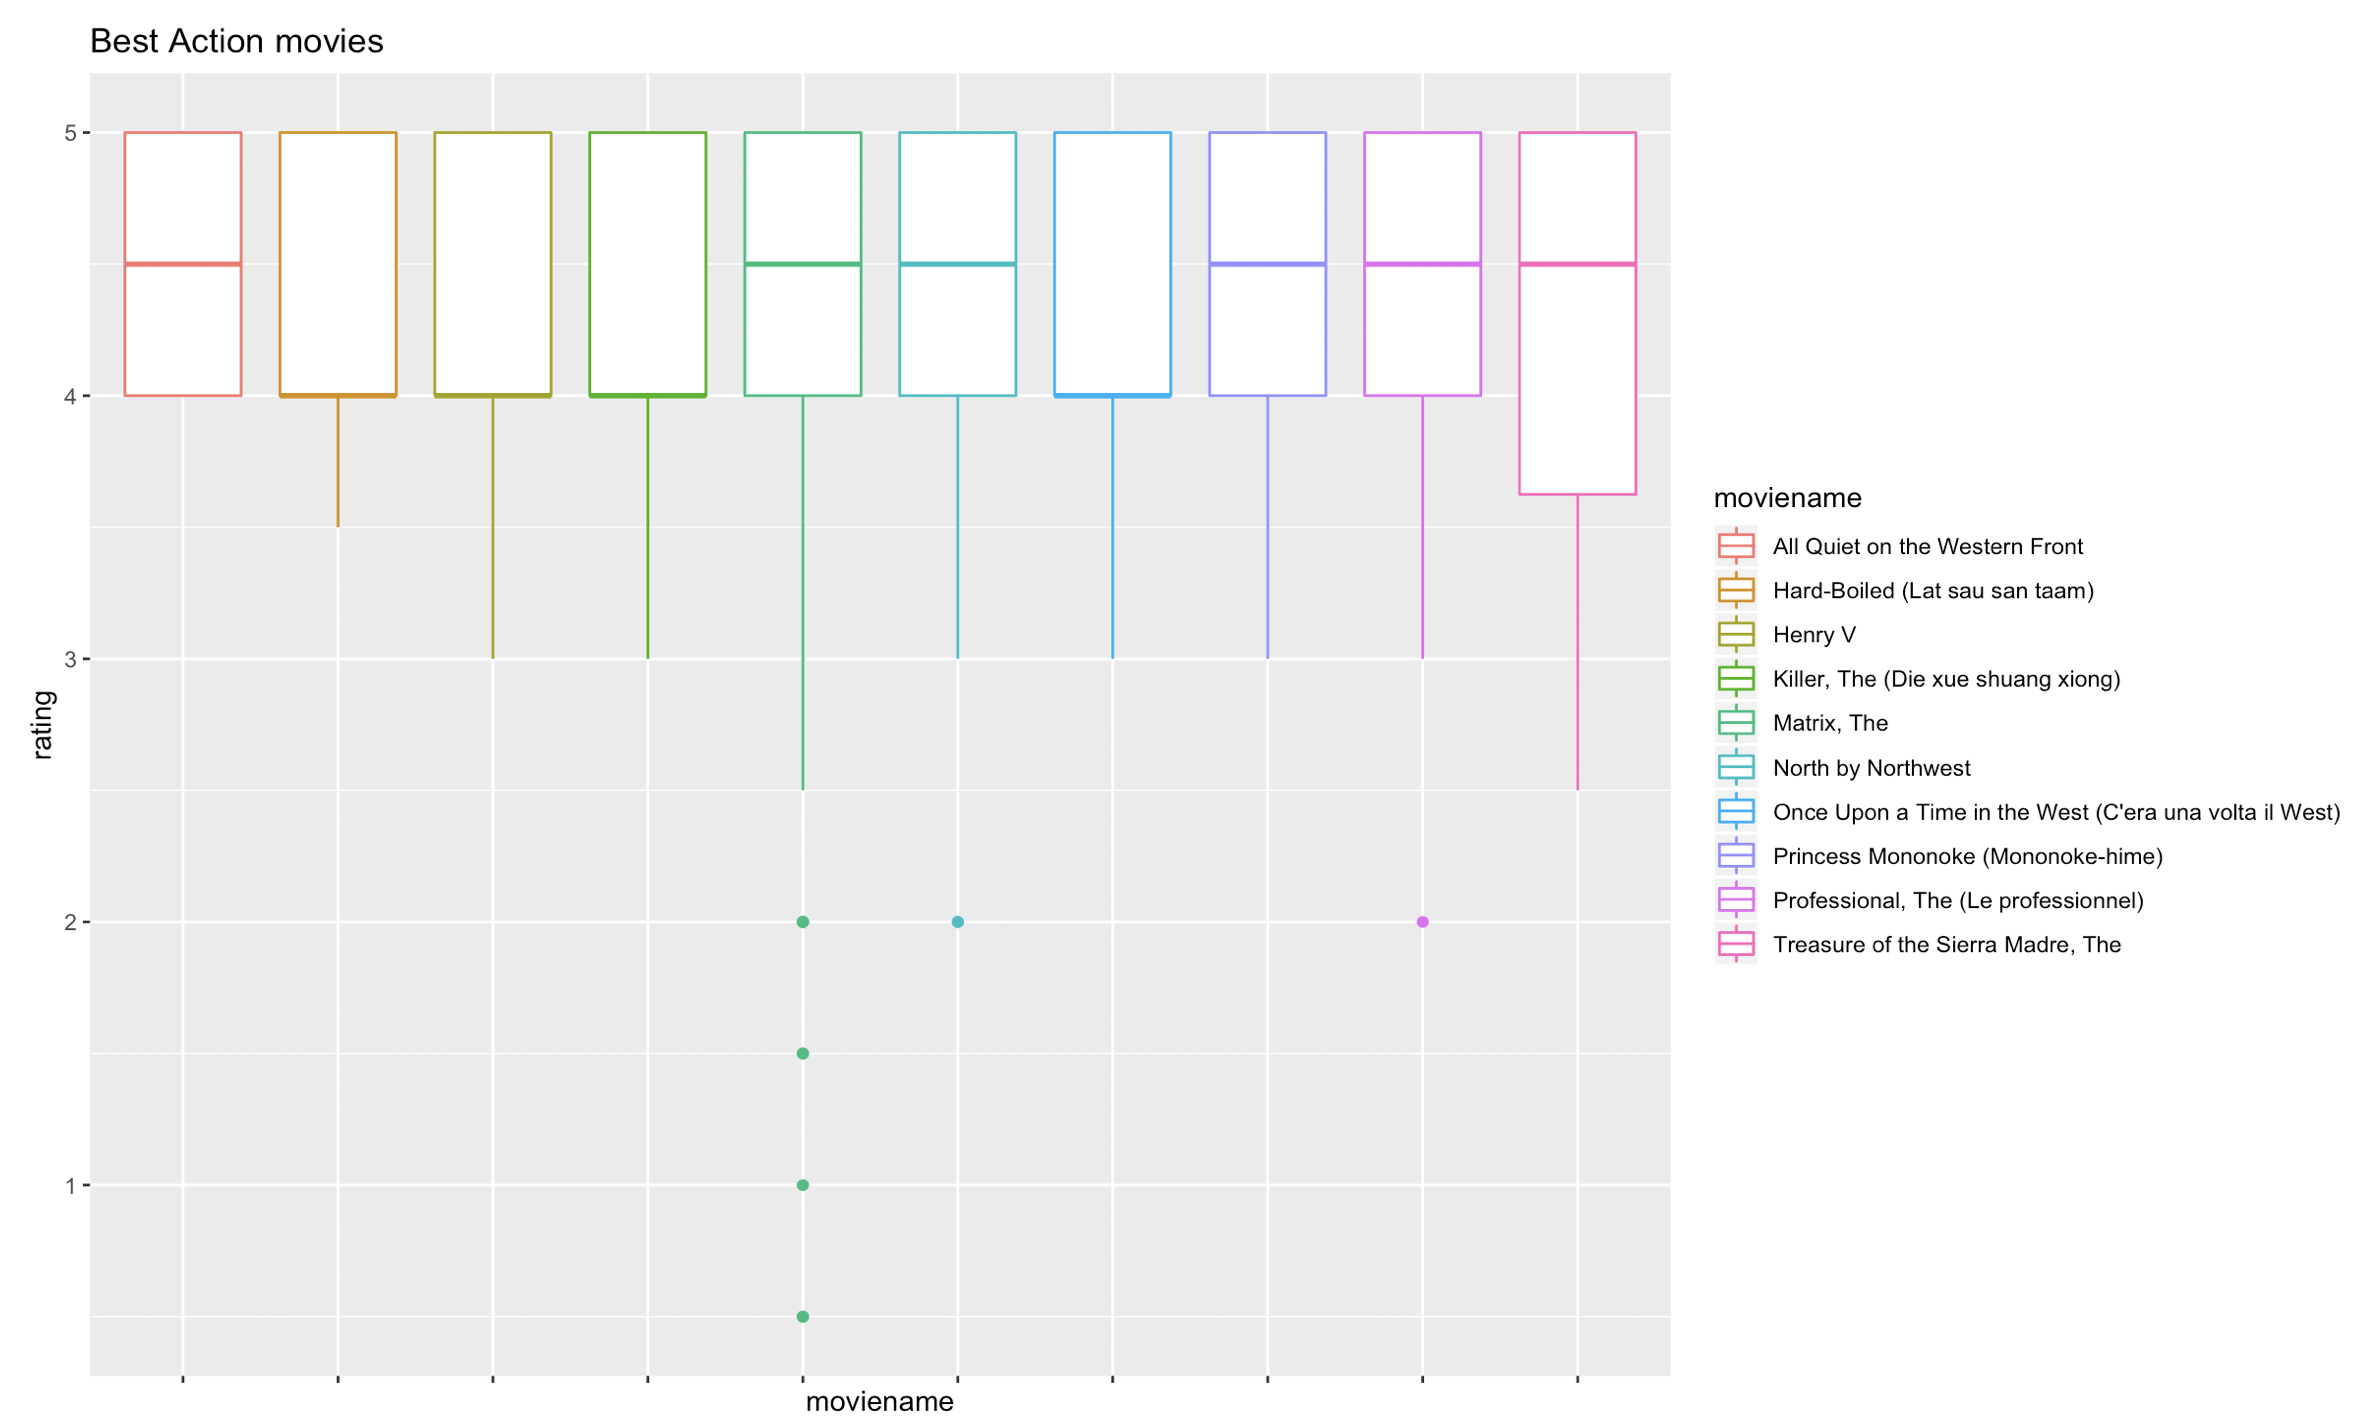 Best Action movies
5
4
3
2
1
rating
moviename
moviename
All Quiet on the Western Front
Hard-Boiled (Lat sau san taam)
Henry V
Killer, The (Die xue shuang xiong)
Matrix, The
North by Northwest
Once Upon a Time in the West (C'era una volta il West)
Princess Mononoke (Mononoke-hime)
Professional, The (Le professionnel)
Treasure of the Sierra Madre, The